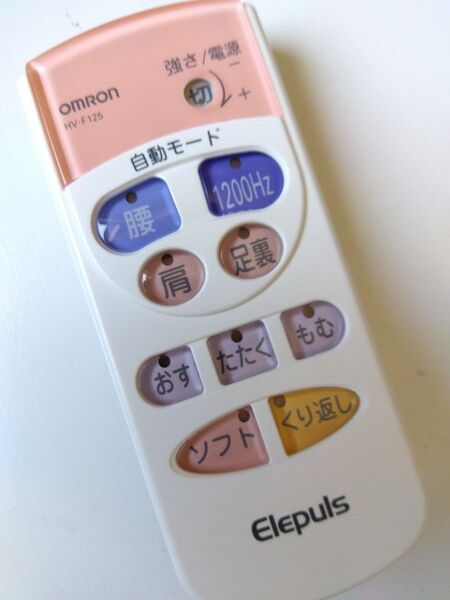 強さ/電源
OMRON
HV-F125
切
−
+
自動モード
腰
1200Hz
肩
足裏
おす
たたく
もむ
ソフト
くり返し
Elepuls